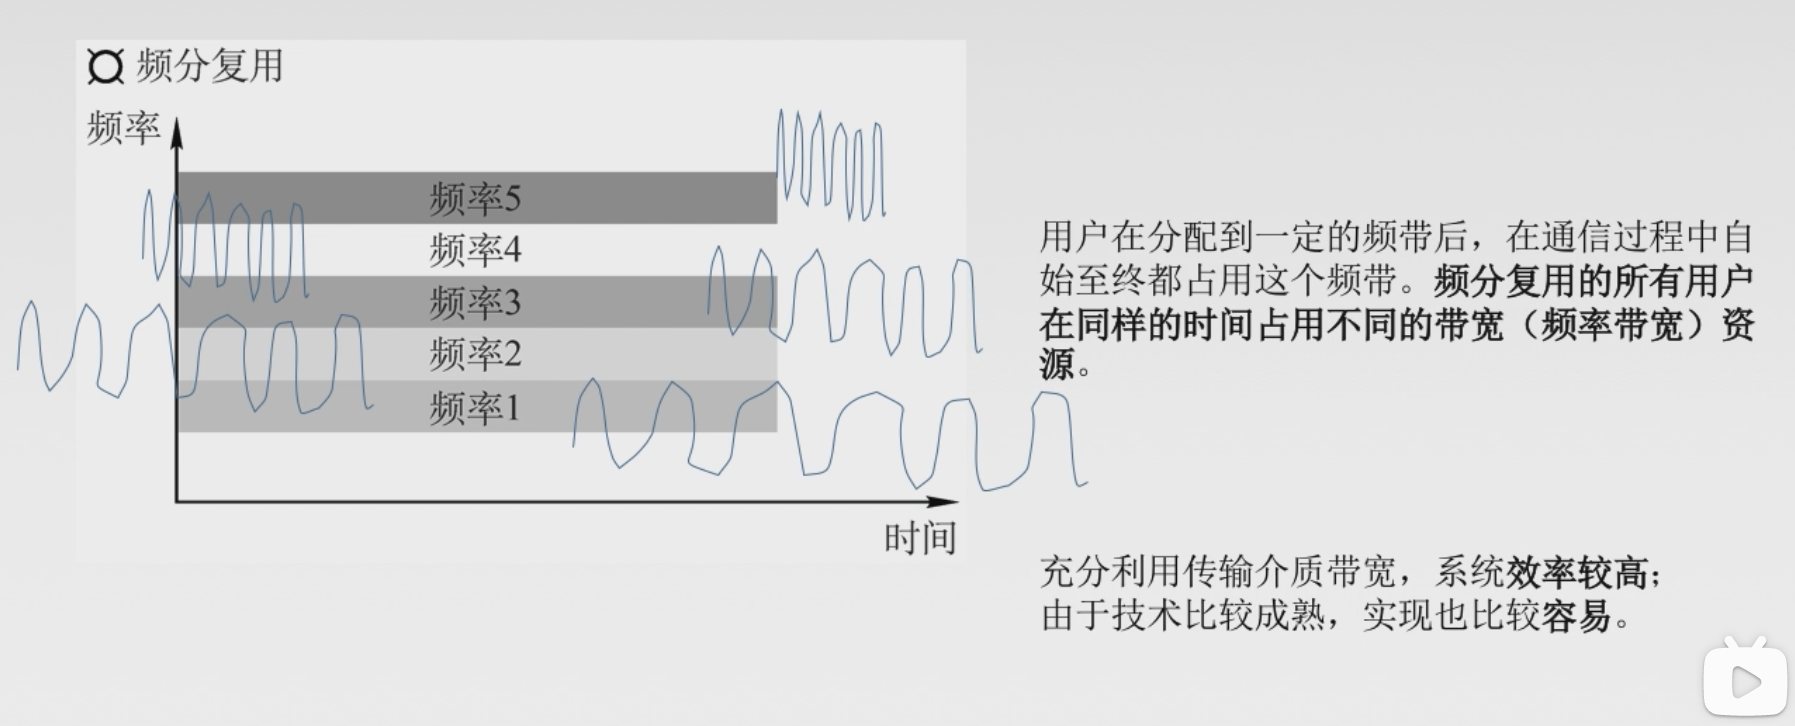 频分复用
频率
频率5
频率4
频率3
频率2
频率1
时间
用户在分配到一定的频带后，在通信过程中自
始至终都占用这个频带。频分复用的所有用户
在同样的时间占用不同的带宽（频率带宽）资
源。
充分利用传输介质带宽，系统效率较高；
由于技术比较成熟，实现也比较容易。